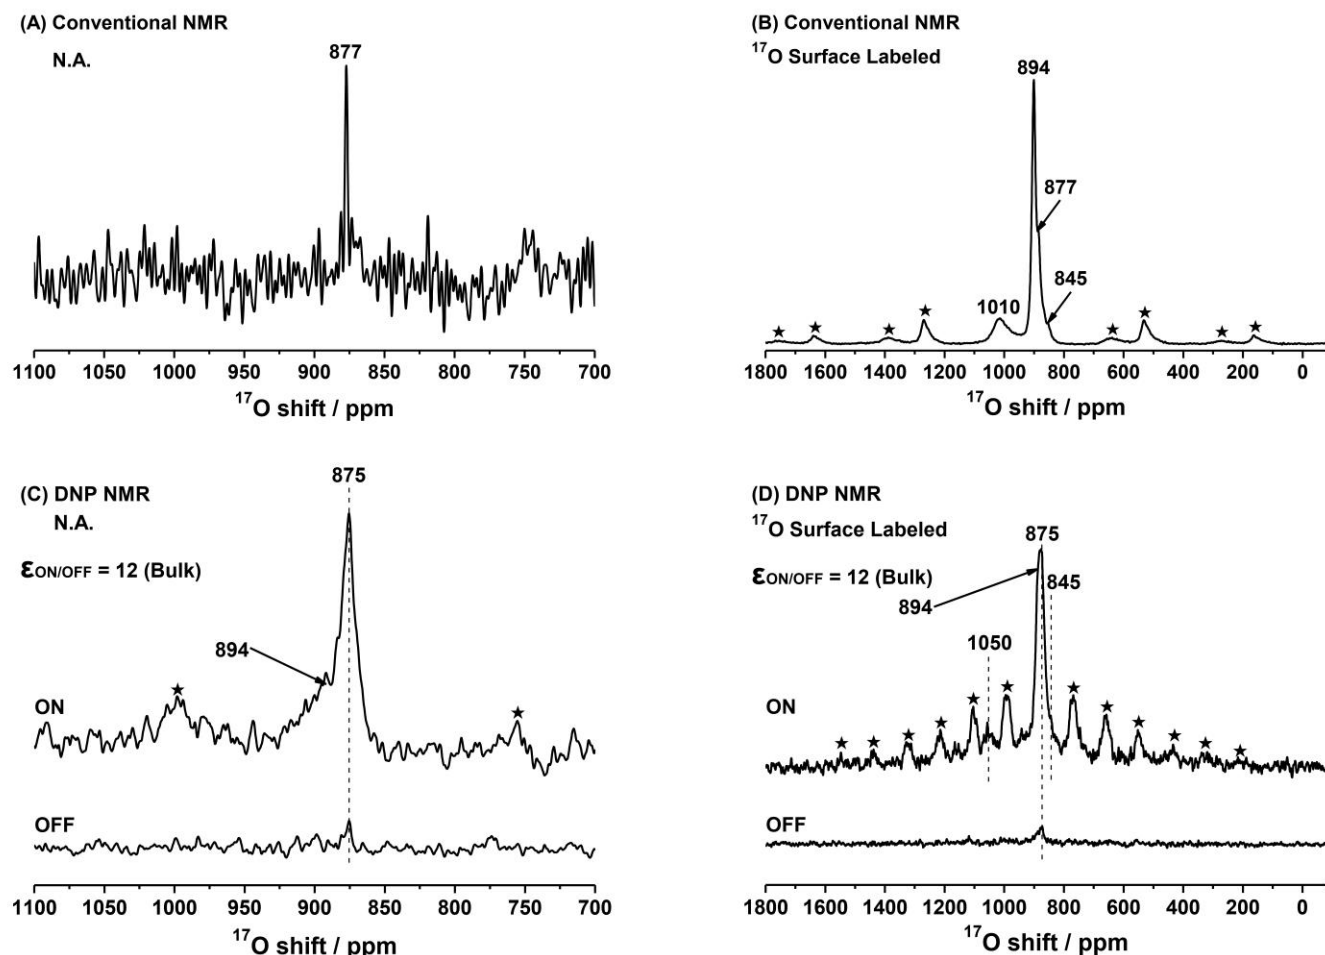 (A) Conventional NMR
N.A.
877
1100 1050 1000 950 900 850 800 750 700
¹⁷O shift / ppm
(B) Conventional NMR
¹⁷O Surface Labeled
894
877
845
1010
★ ★ ★ ★ ★ ★ ★ ★
1800 1600 1400 1200 1000 800 600 400 200 0
¹⁷O shift / ppm
(C) DNP NMR
N.A.
875
εON/OFF = 12 (Bulk)
894
★ ★
ON
OFF
1100 1050 1000 950 900 850 800 750 700
¹⁷O shift / ppm
(D) DNP NMR
¹⁷O Surface Labeled
875
εON/OFF = 12 (Bulk)
894
845
1050
★ ★ ★ ★ ★ ★ ★ ★ ★ ★ ★ ★
ON
OFF
1800 1600 1400 1200 1000 800 600 400 200 0
¹⁷O shift / ppm